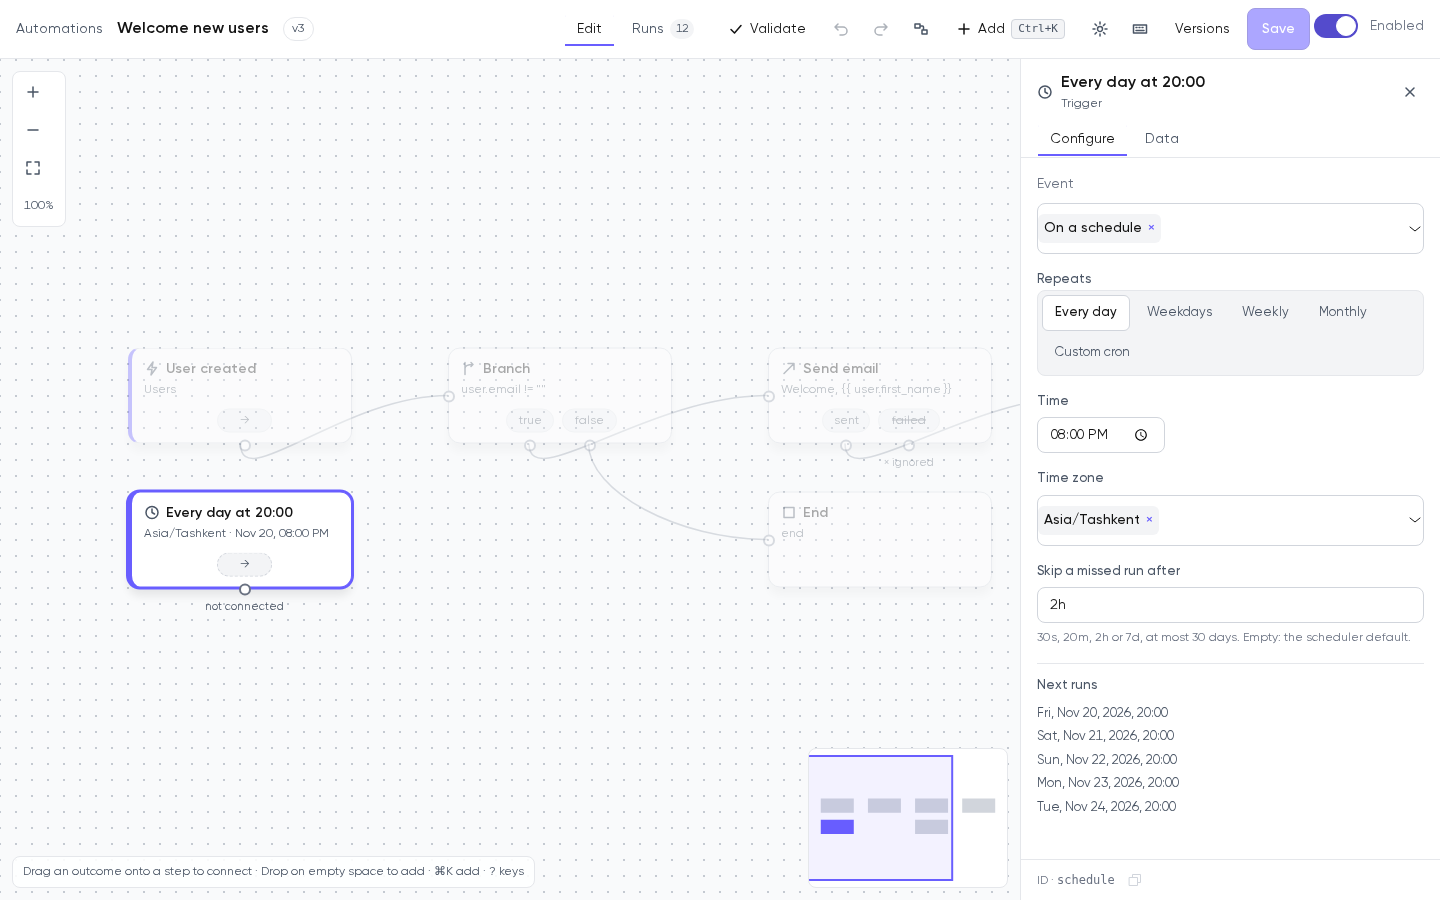 Automations
Welcome new users
v3
Edit
Runs 12
Validate
Add Ctrl+K
Versions
Save
Enabled
100%
User created
Users
→
Branch
user.email != ""
true
false
Send email
Welcome, {{ user.first_name }}
sent
failed
× ignored
Every day at 20:00
Asia/Tashkent · Nov 20, 08:00 PM
→
not connected
End
end
Drag an outcome onto a step to connect · Drop on empty space to add · ⌘K add · ? keys
Every day at 20:00
Trigger
Configure
Data
Event
On a schedule ×
Repeats
Every day
Weekdays
Weekly
Monthly
Custom cron
Time
08:00 PM
Time zone
Asia/Tashkent ×
Skip a missed run after
2h
30s, 20m, 2h or 7d, at most 30 days. Empty: the scheduler default.
Next runs
Fri, Nov 20, 2026, 20:00
Sat, Nov 21, 2026, 20:00
Sun, Nov 22, 2026, 20:00
Mon, Nov 23, 2026, 20:00
Tue, Nov 24, 2026, 20:00
ID · schedule